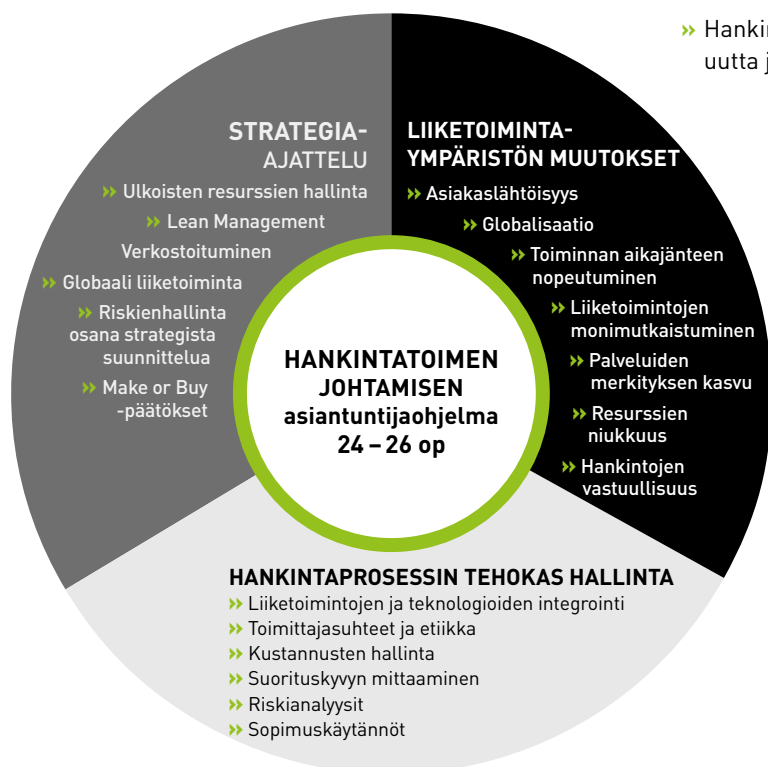 STRATEGIA-
AJATTELU
» Ulkoisten resurssien hallinta
» Lean Management
Verkostoituminen
» Globaali liiketoiminta
» Riskienhallinta
osana strategista
suunnittelua
» Make or Buy
-päätökset
LIIKETOIMINTA-
YMPÄRISTÖN MUUTOKSET
» Asiakaslähtöisyys
» Globalisaatio
» Toiminnan aikajänteen
nopeutuminen
» Liiketoimintojen
monimutkaistuminen
» Palveluiden
merkityksen kasvu
» Resurssien
niukkuus
» Hankintojen
vastuullisuus
HANKINTATOIMEN
JOHTAMISEN
asiantuntijaohjelma
24 – 26 op
HANKINTAPROSESSIN TEHOKAS HALLINTA
» Liiketoimintojen ja teknologioiden integrointi
» Toimittajasuhteet ja etiikka
» Kustannusten hallinta
» Suorituskyvyn mittaaminen
» Riskianalyysit
» Sopimuskäytännöt
»
uutta